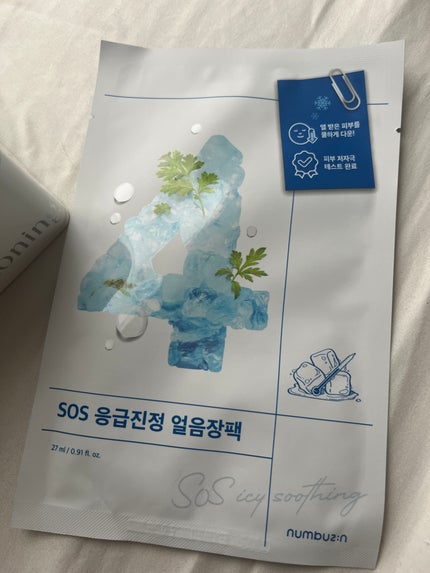 열 받은 피부를
쿨하게 다운!
피부 저자극
테스트 완료
4
SOS 응급진정 얼음장팩
27 ml / 0.91 fl. oz.
SOS icy soothing
numbuz:n
onin